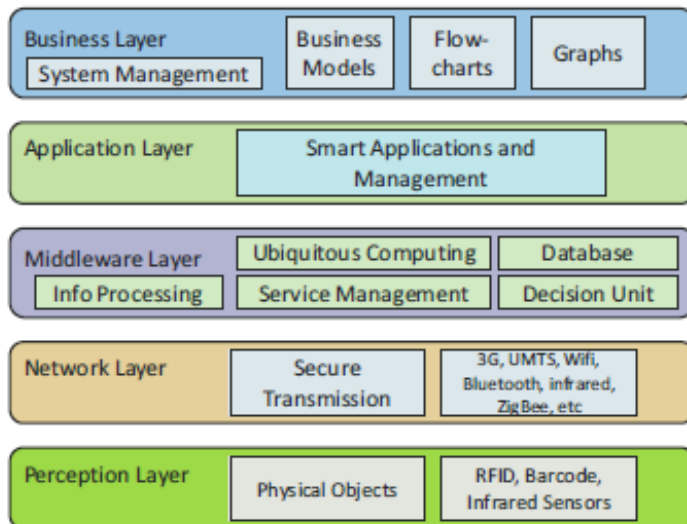 Business Layer
System Management
Business
Models
Flow-
charts
Graphs
Application Layer
Smart Applications and
Management
Middleware Layer
Ubiquitous Computing
Database
Info Processing
Service Management
Decision Unit
Network Layer
Secure
Transmission
3G, UMTS, Wifi,
Bluetooth, infrared,
ZigBee, etc
Perception Layer
Physical Objects
RFID, Barcode,
Infrared Sensors